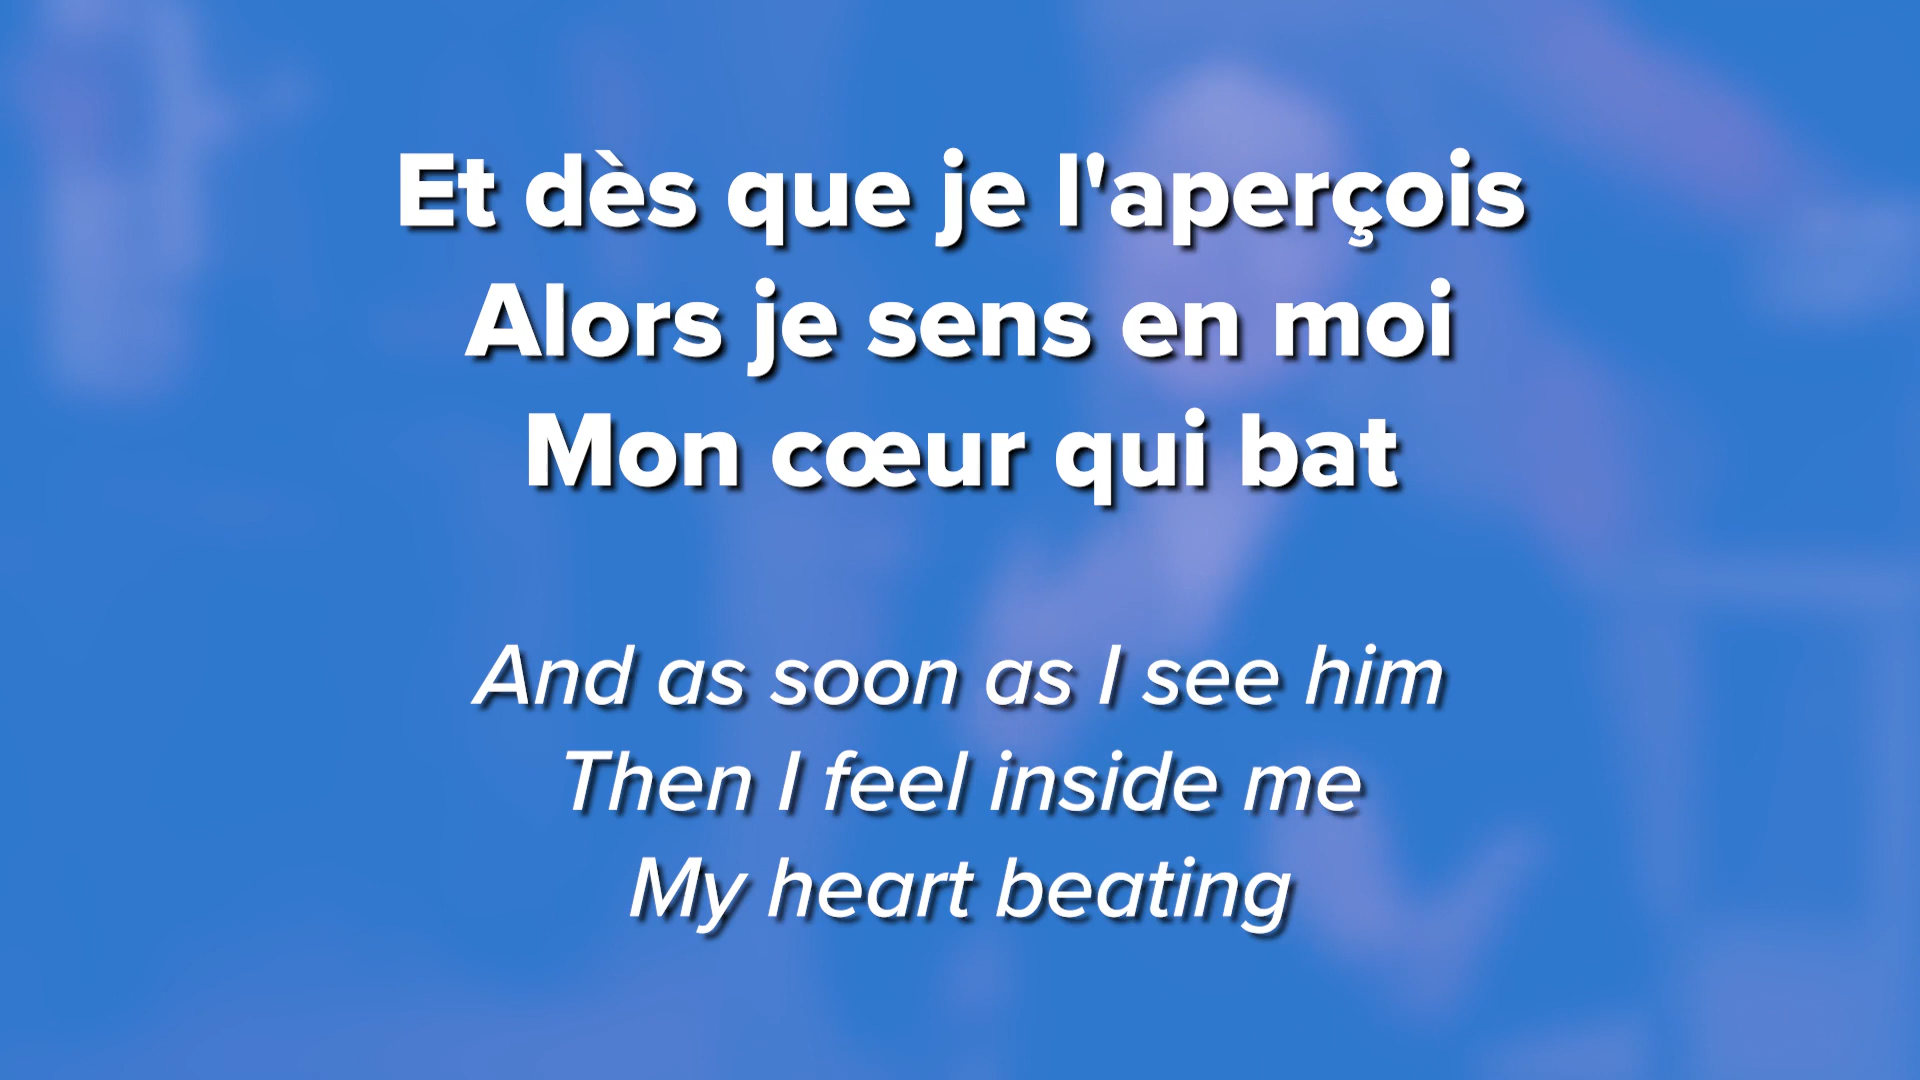 Et dès que je l'aperçois
Alors je sens en moi
Mon cœur qui bat
And as soon as I see him
Then I feel inside me
My heart beating